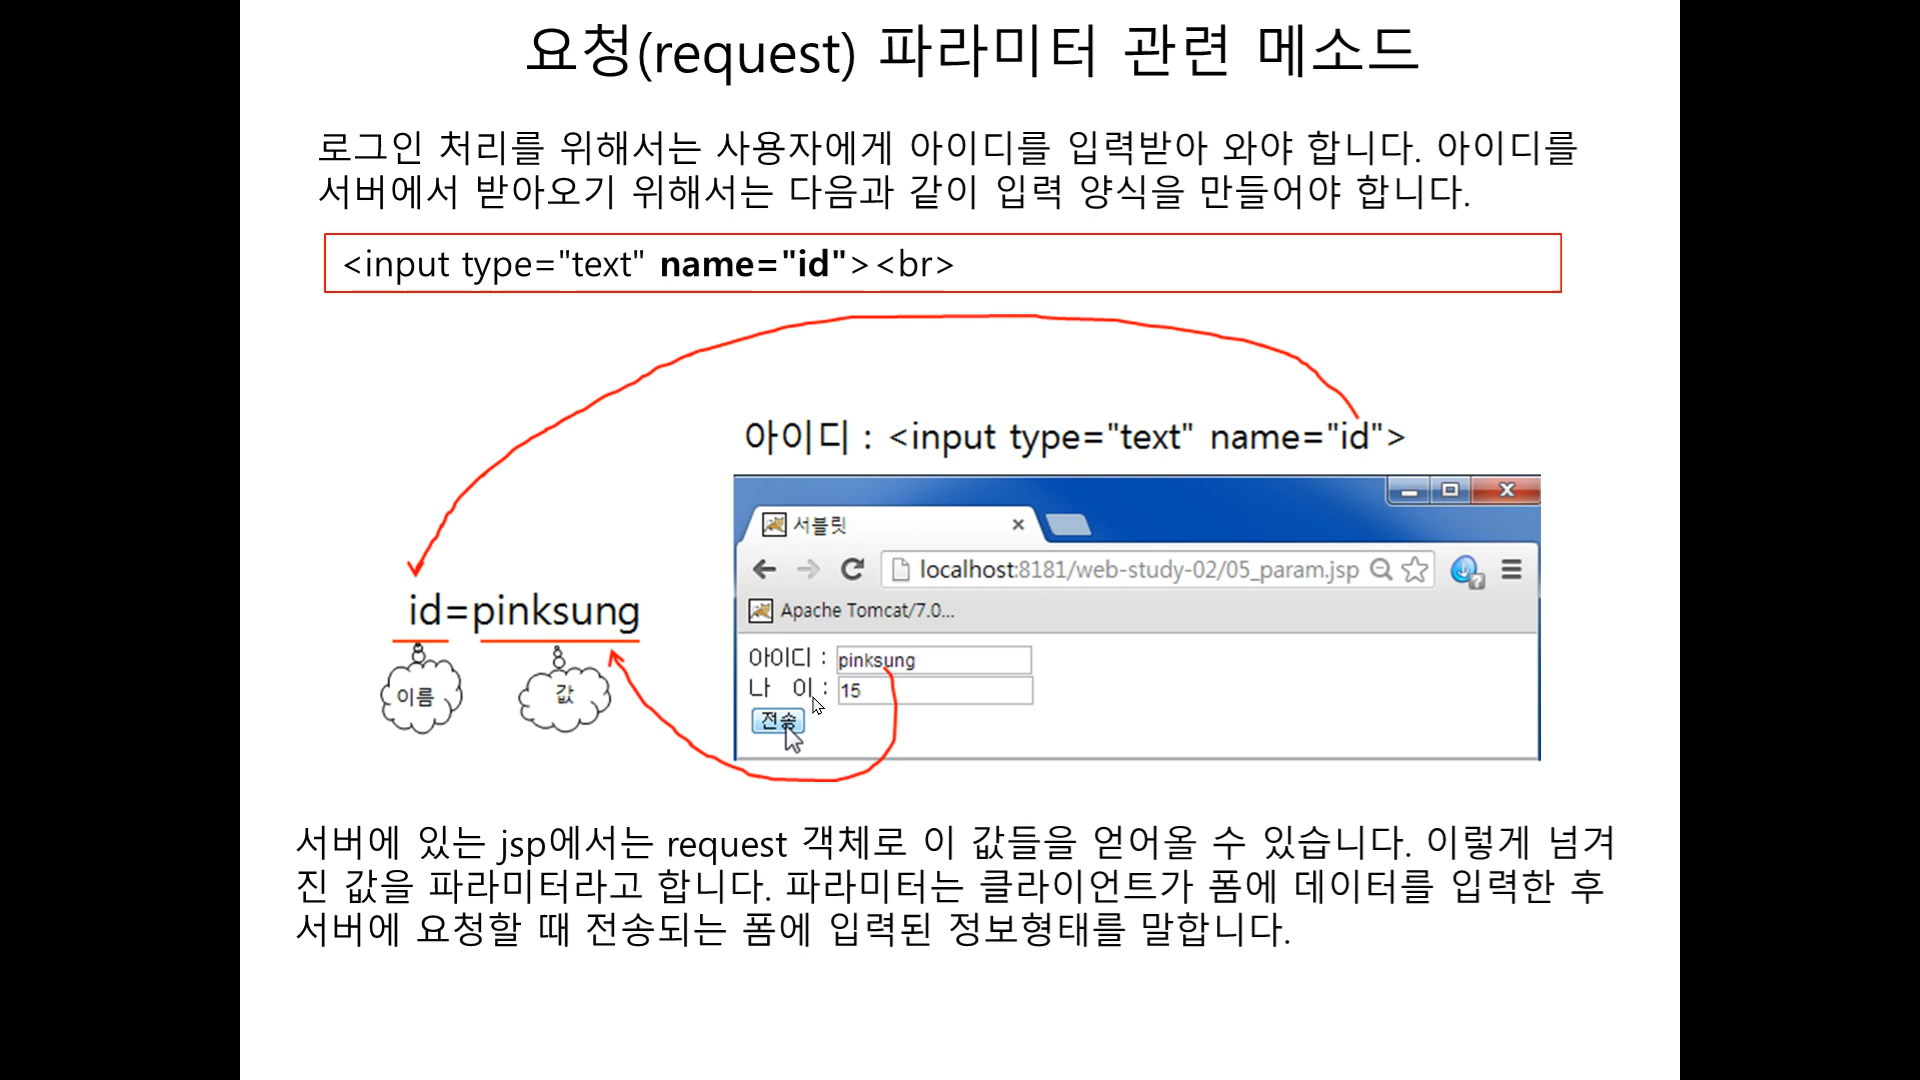 요청(request) 파라미터 관련 메소드
로그인 처리를 위해서는 사용자에게 아이디를 입력받아 와야 합니다. 아이디를
서버에서 받아오기 위해서는 다음과 같이 입력 양식을 만들어야 합니다.
<input type="text" name="id"><br>
아이디 : <input type="text" name="id">
서블릿
localhost:8181/web-study-02/05_param.jsp
Apache Tomcat/7.0...
id=pinksung
이름
값
아이디 : pinksung
나 이 : 15
전송
서버에 있는 jsp에서는 request 객체로 이 값들을 얻어올 수 있습니다. 이렇게 넘겨
진 값을 파라미터라고 합니다. 파라미터는 클라이언트가 폼에 데이터를 입력한 후
서버에 요청할 때 전송되는 폼에 입력된 정보형태를 말합니다.